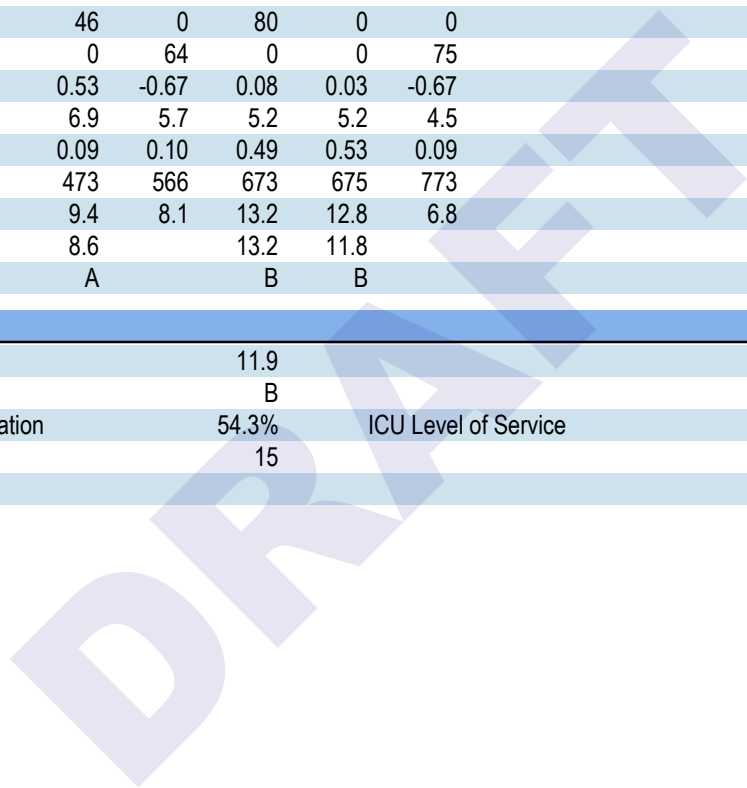 46 0 80 0 0
0 64 0 0 75
0.53 -0.67 0.08 0.03 -0.67
6.9 5.7 5.2 5.2 4.5
0.09 0.10 0.49 0.53 0.09
473 566 673 675 773
9.4 8.1 13.2 12.8 6.8
8.6 13.2 11.8
A B B
11.9
B
ation 54.3% ICU Level of Service
15
DRAFT